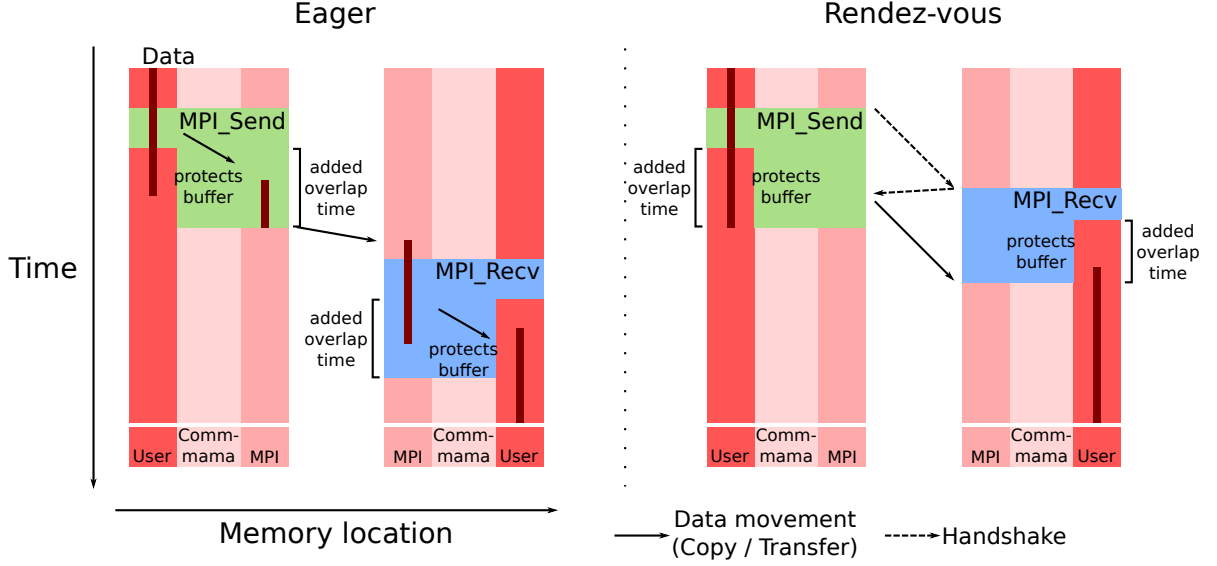 Eager
Rendez-vous
Data
MPI_Send
protects
buffer
added
overlap
time
MPI_Recv
added
overlap
time
protects
buffer
MPI_Send
added
overlap
time
protects
buffer
MPI_Recv
protects
buffer
added
overlap
time
Time
User
Comm-
mama
MPI
MPI
Comm-
mama
User
User
Comm-
mama
MPI
MPI
Comm-
mama
User
Memory location
Data movement
(Copy / Transfer)
Handshake